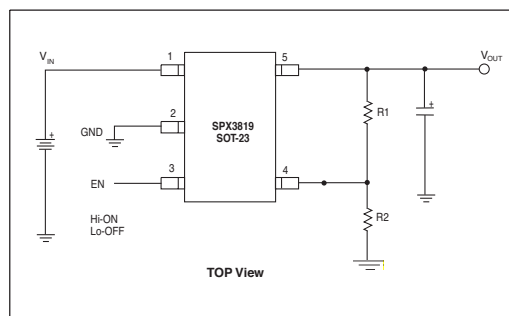 V_IN
1
5
V_OUT
+
2
SPX3819
SOT-23
R1
+
GND
3
4
EN
Hi-ON
Lo-OFF
R2
TOP View